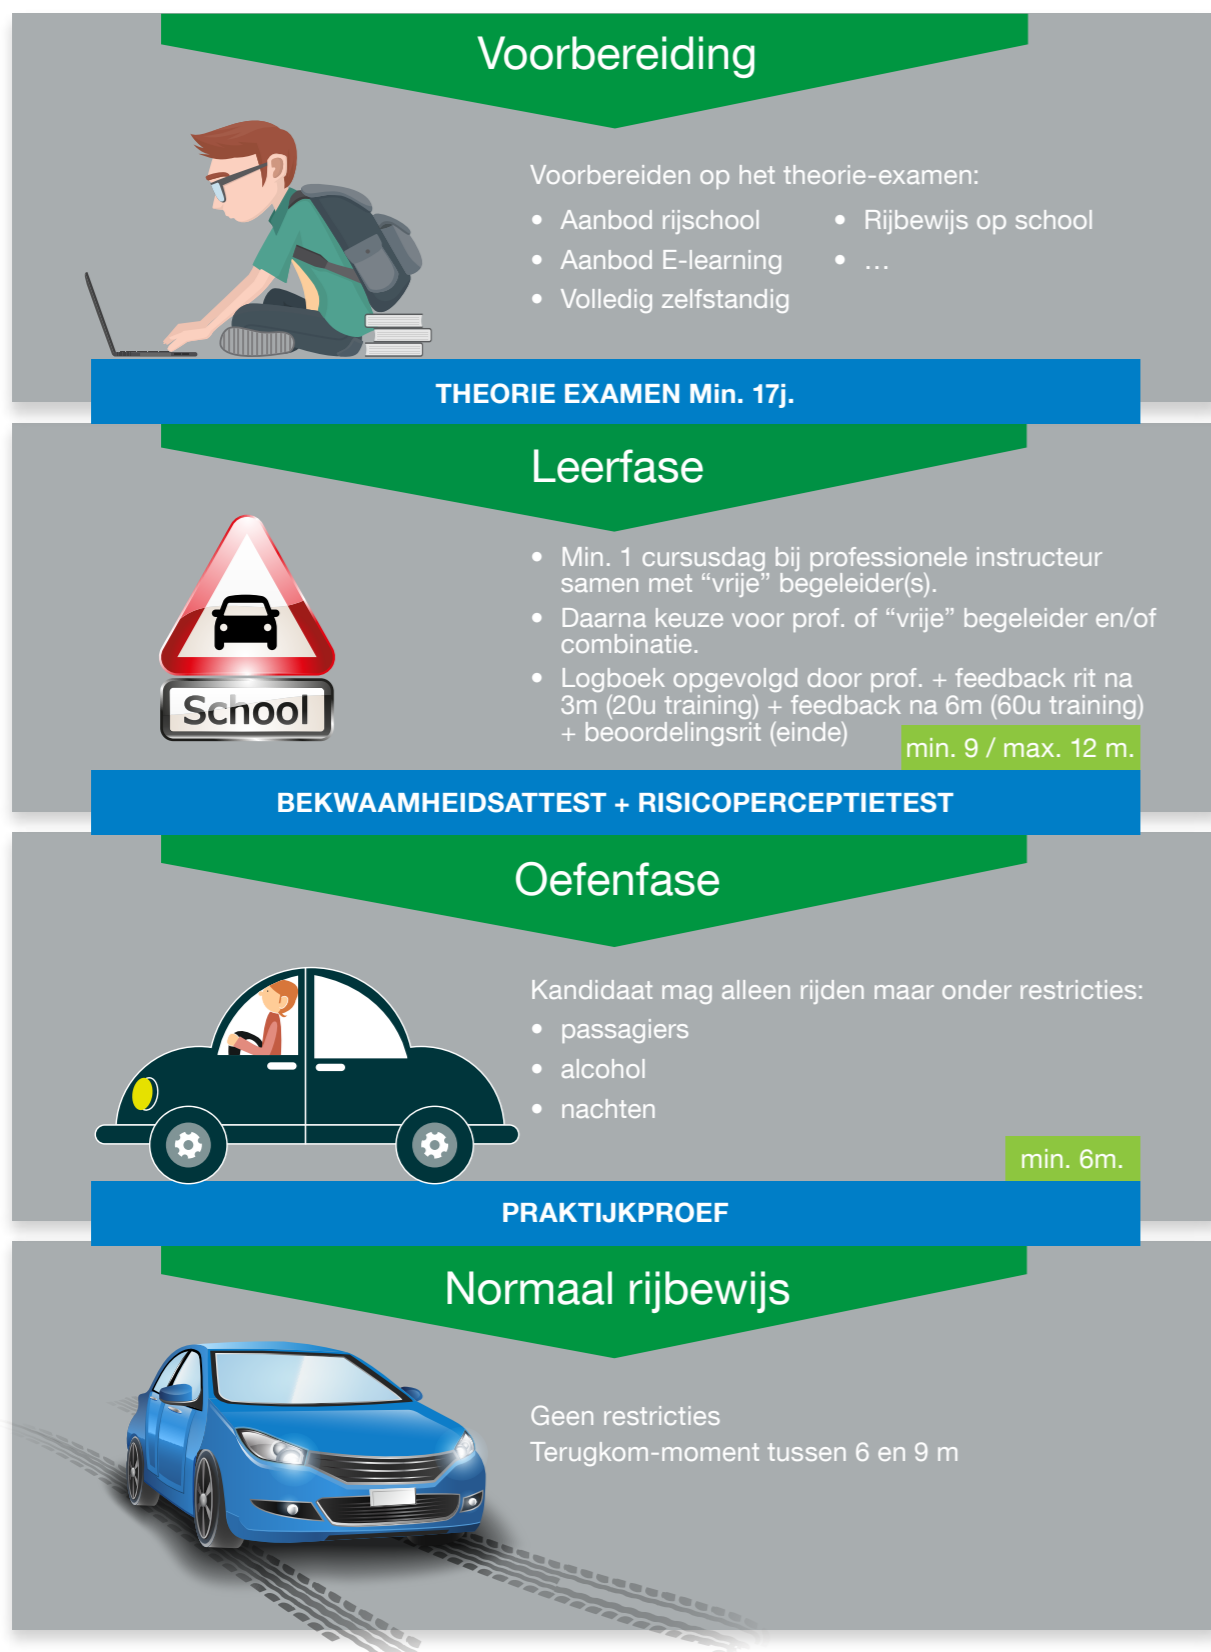 Voorbereiding
Voorbereiden op het theorie-examen:
• Aanbod rijschool
• Aanbod E-learning
• Volledig zelfstandig
• Rijbewijs op school
• ...
THEORIE EXAMEN Min. 17j.
Leerfase
School
• Min. 1 cursusdag bij professionele instructeur
samen met “vrije” begeleider(s).
• Daarna keuze voor prof. of “vrije” begeleider en/of
combinatie.
• Logboek opgevolgd door prof. + feedback rit na
3m (20u training) + feedback na 6m (60u training)
+ beoordelingsrit (einde)
min. 9 / max. 12 m.
BEKWAAMHEIDSATTEST + RISICOPERCEPTIETEST
Oefenfase
Kandidaat mag alleen rijden maar onder restricties:
• passagiers
• alcohol
• nachten
min. 6m.
PRAKTIJKPROEF
Normaal rijbewijs
Geen restricties
Terugkom-moment tussen 6 en 9 m